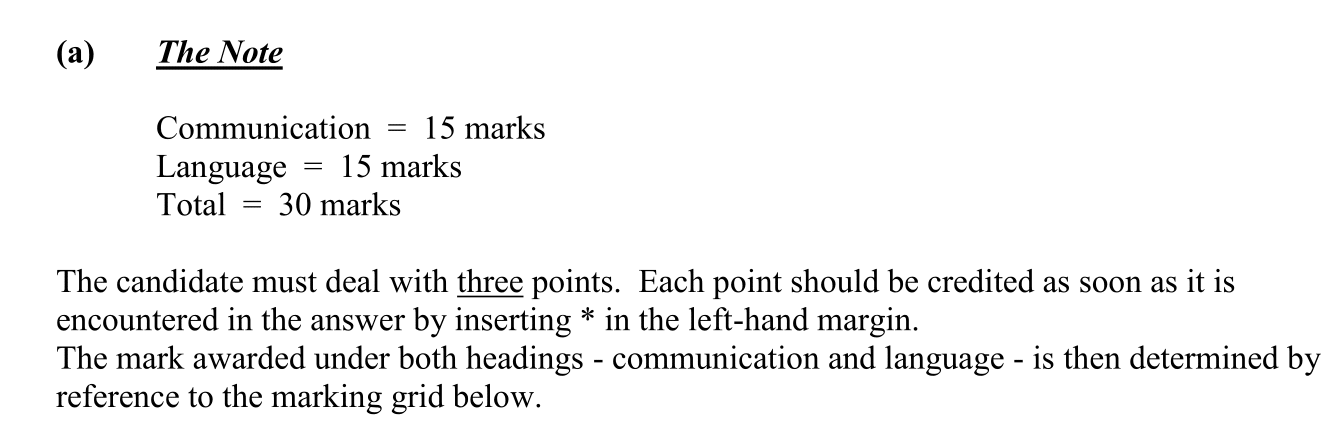 (a) The Note
Communication = 15 marks
Language = 15 marks
Total = 30 marks
The candidate must deal with three points. Each point should be credited as soon as it is
encountered in the answer by inserting * in the left-hand margin.
The mark awarded under both headings - communication and language - is then determined by
reference to the marking grid below.